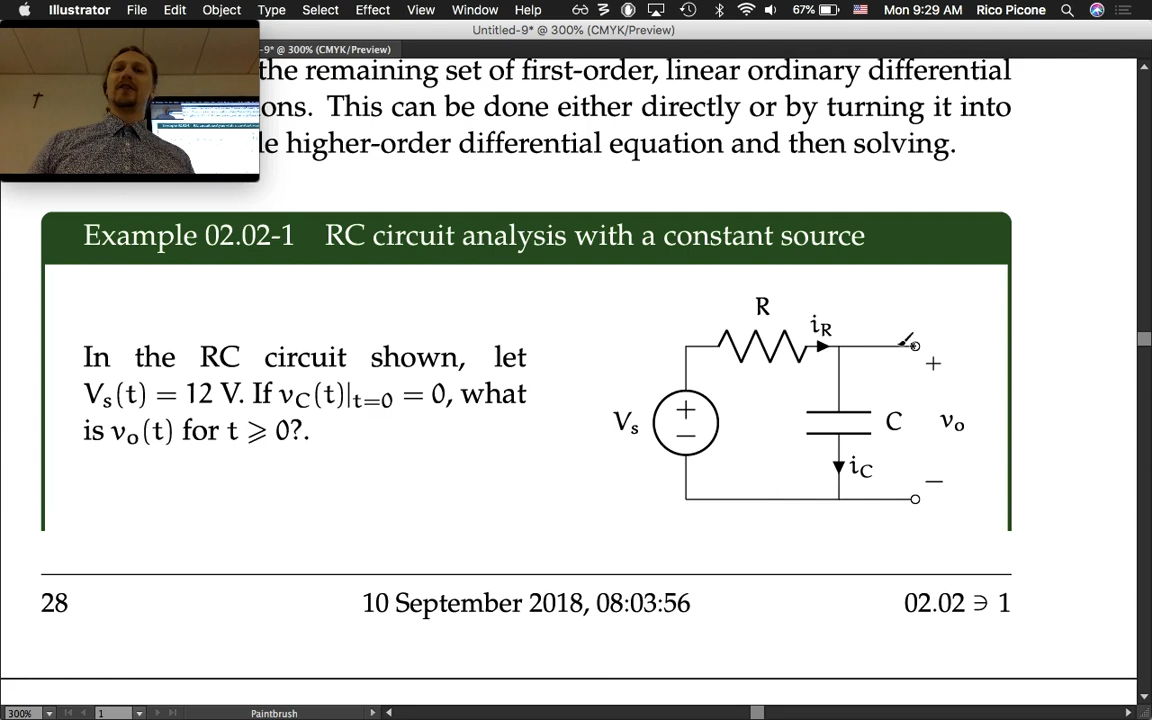 Illustrator File Edit Object Type Select Effect View Window Help 67% Mon 9:29 AM Rico Picone
Untitled-9* @ 300% (CMYK/Preview)
-9* @ 300% (CMYK/Preview)
the remaining set of first-order, linear ordinary differential
ons. This can be done either directly or by turning it into
le higher-order differential equation and then solving.
Example 02.02-1 RC circuit analysis with a constant source
In the RC circuit shown, let
Vₛ(t) = 12 V. If v_C(t)|ₜ₌₀ = 0, what
is vₒ(t) for t ⩾ 0?.
R
i_R
+
Vₛ
+
−
C
vₒ
i_C
−
28 10 September 2018, 08:03:56 02.02 ∋ 1
300% 1 Paintbrush